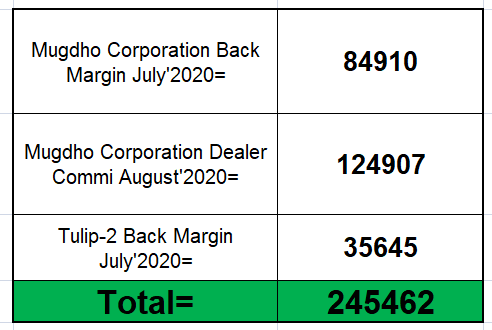 Mugdho Corporation Back
Margin July'2020=
84910
Mugdho Corporation Dealer
Commi August'2020=
124907
Tulip-2 Back Margin
July'2020=
35645
Total=
245462